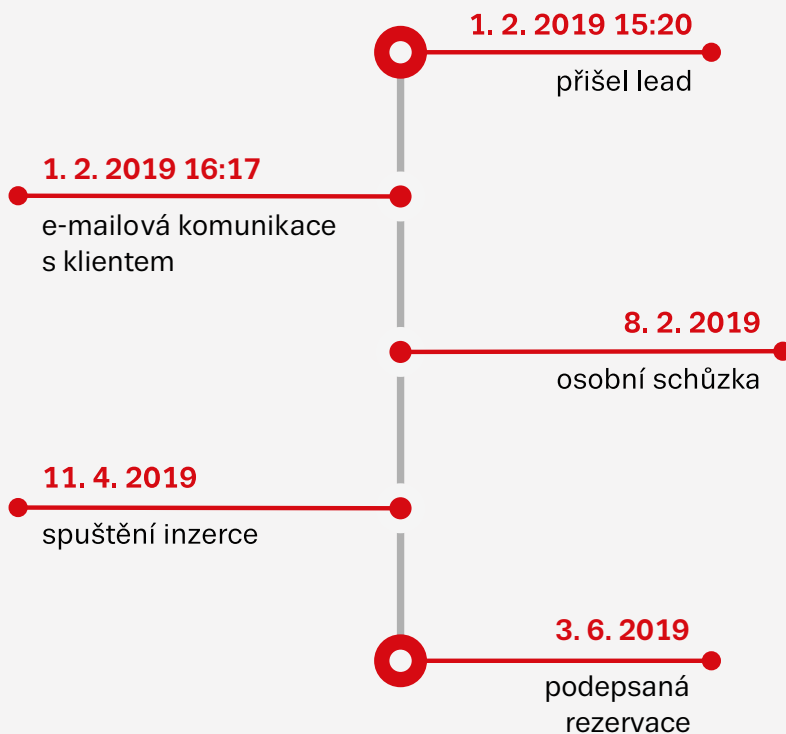 1. 2. 2019 15:20
přišel lead
1. 2. 2019 16:17
e-mailová komunikace
s klientem
8. 2. 2019
osobní schůzka
11. 4. 2019
spuštění inzerce
3. 6. 2019
podepsaná
rezervace